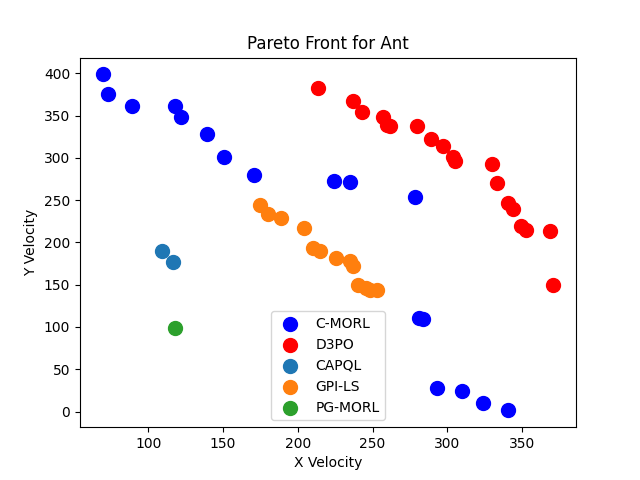 Pareto Front for Ant
Y Velocity
400
350
300
250
200
150
100
50
0
C-MORL
D3PO
CAPQL
GPI-LS
PG-MORL
100 150 200 250 300 350
X Velocity